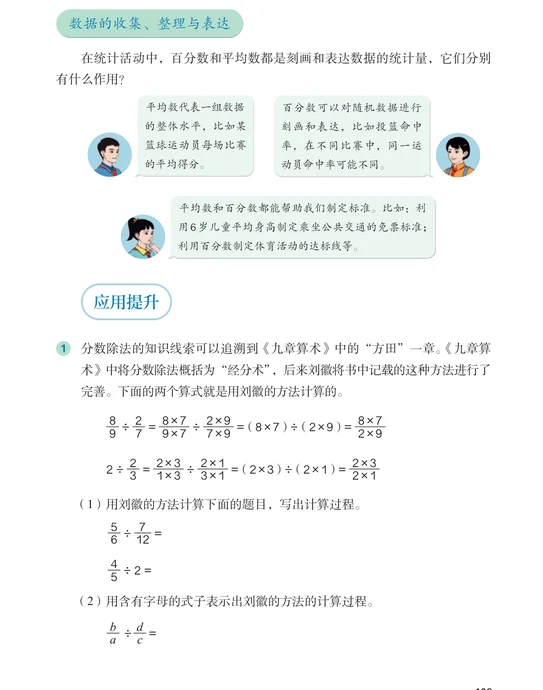 数据的收集、整理与表达
在统计活动中，百分数和平均数都是刻画和表达数据的统计量，它们分别
有什么作用？
平均数代表一组数据
的整体水平，比如某
篮球运动员每场比赛
的平均得分。
百分数可以对随机数据进行
刻画和表达，比如投篮命中
率，在不同比赛中，同一运
动员命中率可能不同。
平均数和百分数都能帮助我们制定标准。比如：利
用6岁儿童平均身高制定乘坐公共交通的免票标准；
利用百分数制定体育活动的达标线等。
应用提升
1 分数除法的知识线索可以追溯到《九章算术》中的“方田”一章。《九章算
术》中将分数除法概括为“经分术”，后来刘徽将书中记载的这种方法进行了
完善。下面的两个算式就是用刘徽的方法计算的。
8/9 ÷ 2/7 = 8×7/9×7 ÷ 2×9/7×9 =（8×7）÷（2×9）= 8×7/2×9
2 ÷ 2/3 = 2×3/1×3 ÷ 2×1/3×1 =（2×3）÷（2×1）= 2×3/2×1
（1）用刘徽的方法计算下面的题目，写出计算过程。
5/6 ÷ 7/12 =
4/5 ÷ 2 =
（2）用含有字母的式子表示出刘徽的方法的计算过程。
b/a ÷ d/c =